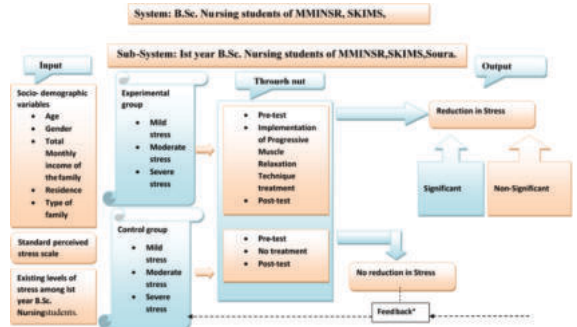 System: B.Sc. Nursing students of MMINSR, SKIMS,
Sub-System: Ist year B.Sc. Nursing students of MMINSR,SKIMS,Soura.
Input
Socio- demographic
variables
• Age
• Gender
• Total
Monthly
income of
the family
• Residence
• Type of
family
Standard perceived
stress scale
Existing levels of
stress among Ist
year B.Sc.
Nursingstudents.
Experimental
group
• Mild
stress
• Moderate
stress
• Severe
stress
Control group
• Mild
stress
• Moderate
stress
• Severe
stress
Through out
• Pre-test
• Implementation
of Progressive
Muscle
Relaxation
Technique
treatment
• Post-test
• Pre-test
• No treatment
• Post-test
Output
Reduction in Stress
Significant
Non-Significant
No reduction in Stress
Feedback*